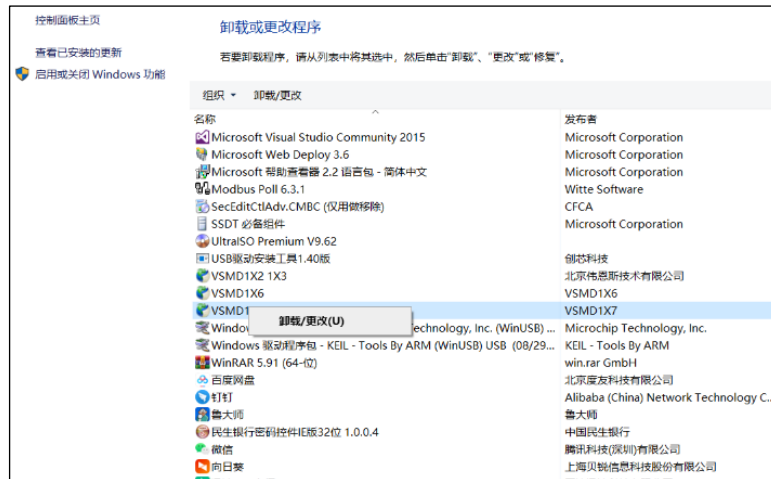 控制面板主页
查看已安装的更新
启用或关闭 Windows 功能
卸载或更改程序
若要卸载程序，请从列表中将其选中，然后单击“卸载”、“更改”或“修复”。
组织 卸载/更改
名称 发布者
Microsoft Visual Studio Community 2015 Microsoft Corporation
Microsoft Web Deploy 3.6 Microsoft Corporation
Microsoft 帮助查看器 2.2 语言包 - 简体中文 Microsoft Corporation
Modbus Poll 6.3.1 Witte Software
SecEditCtlAdv.CMBC (仅用做移除) CFCA
SSDT 必备组件 Microsoft Corporation
UltraISO Premium V9.62
USB驱动安装工具1.40版 创芯科技
VSMD1X2 1X3 北京伟恩斯技术有限公司
VSMD1X6 VSMD1X6
VSMD1 VSMD1X7
卸载/更改(U)
Window echnology, Inc. (WinUSB) ... Microchip Technology, Inc.
Windows 驱动程序包 - KEIL - Tools By ARM (WinUSB) USB (08/29... KEIL - Tools By ARM
WinRAR 5.91 (64-位) win.rar GmbH
百度网盘 北京度友科技有限公司
钉钉 Alibaba (China) Network Technology C..
鲁大师 鲁大师
民生银行密码控件IE版32位 1.0.0.4 中国民生银行
微信 腾讯科技(深圳)有限公司
向日葵 上海贝锐信息科技股份有限公司